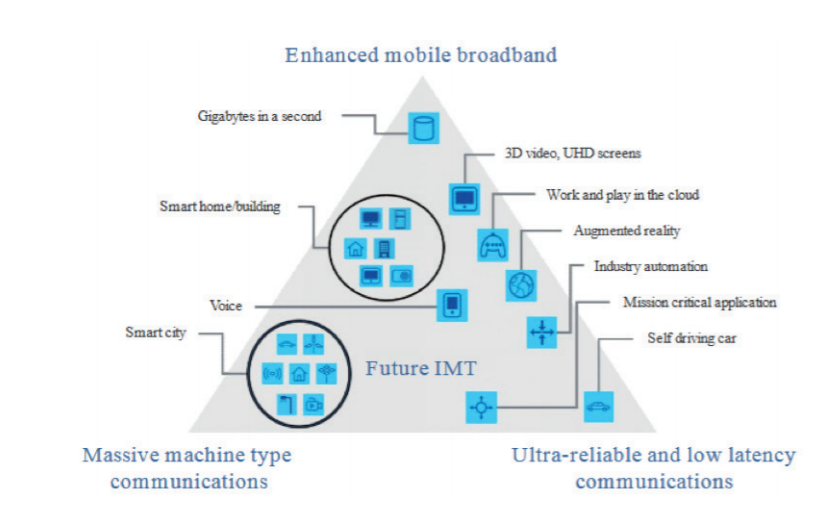 Enhanced mobile broadband
Gigabytes in a second
3D video, UHD screens
Work and play in the cloud
Smart home/building
Augmented reality
Industry automation
Voice
Mission critical application
Smart city
Self driving car
Future IMT
Massive machine type
communications
Ultra-reliable and low latency
communications